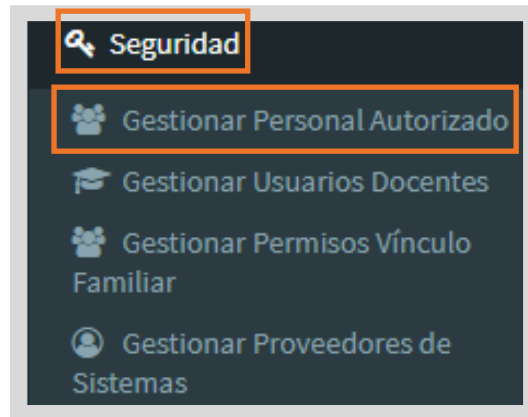 Seguridad
Gestionar Personal Autorizado
Gestionar Usuarios Docentes
Gestionar Permisos Vínculo
Familiar
Gestionar Proveedores de
Sistemas